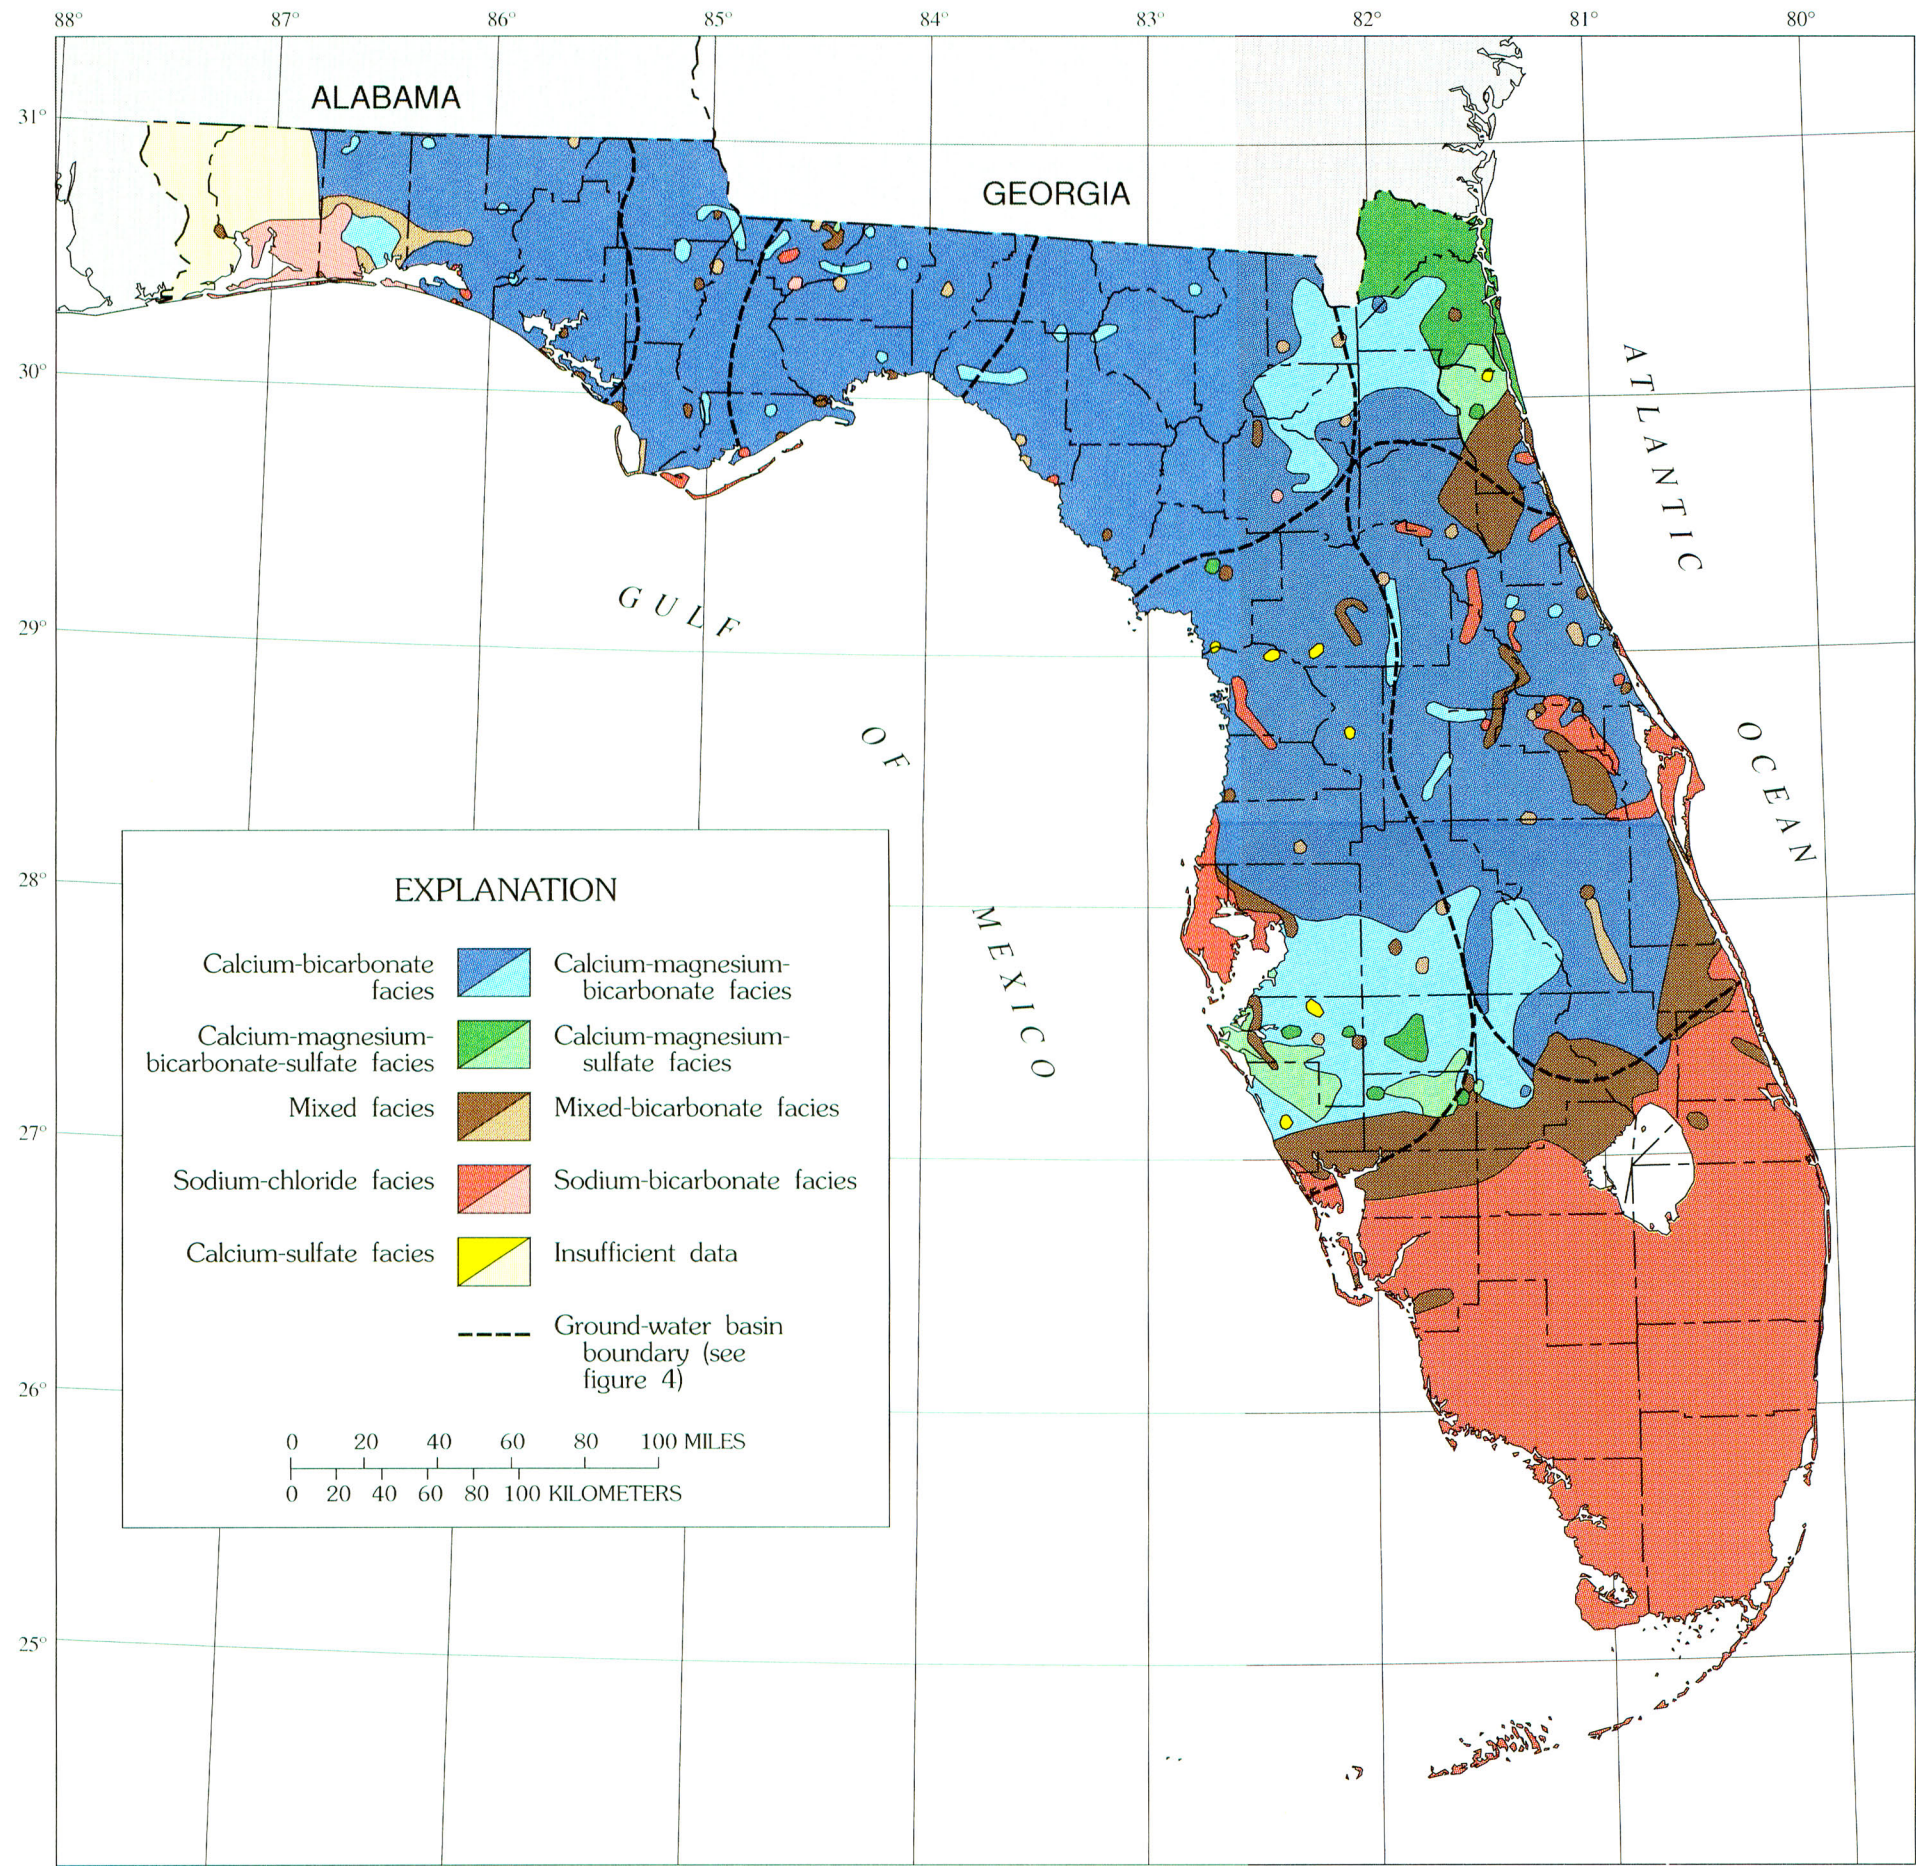 88° 87° 86° 85° 84° 83° 82° 81° 80°
31°
30°
29°
28°
27°
26°
25°
ALABAMA
GEORGIA
GULF
OF
MEXICO
ATLANTIC
OCEAN
EXPLANATION
Calcium-bicarbonate
facies
Calcium-magnesium-
bicarbonate facies
Calcium-magnesium-
bicarbonate-sulfate facies
Calcium-magnesium-
sulfate facies
Mixed facies
Mixed-bicarbonate facies
Sodium-chloride facies
Sodium-bicarbonate facies
Calcium-sulfate facies
Insufficient data
Ground-water basin
boundary (see
figure 4)
0 20 40 60 80 100 MILES
0 20 40 60 80 100 KILOMETERS